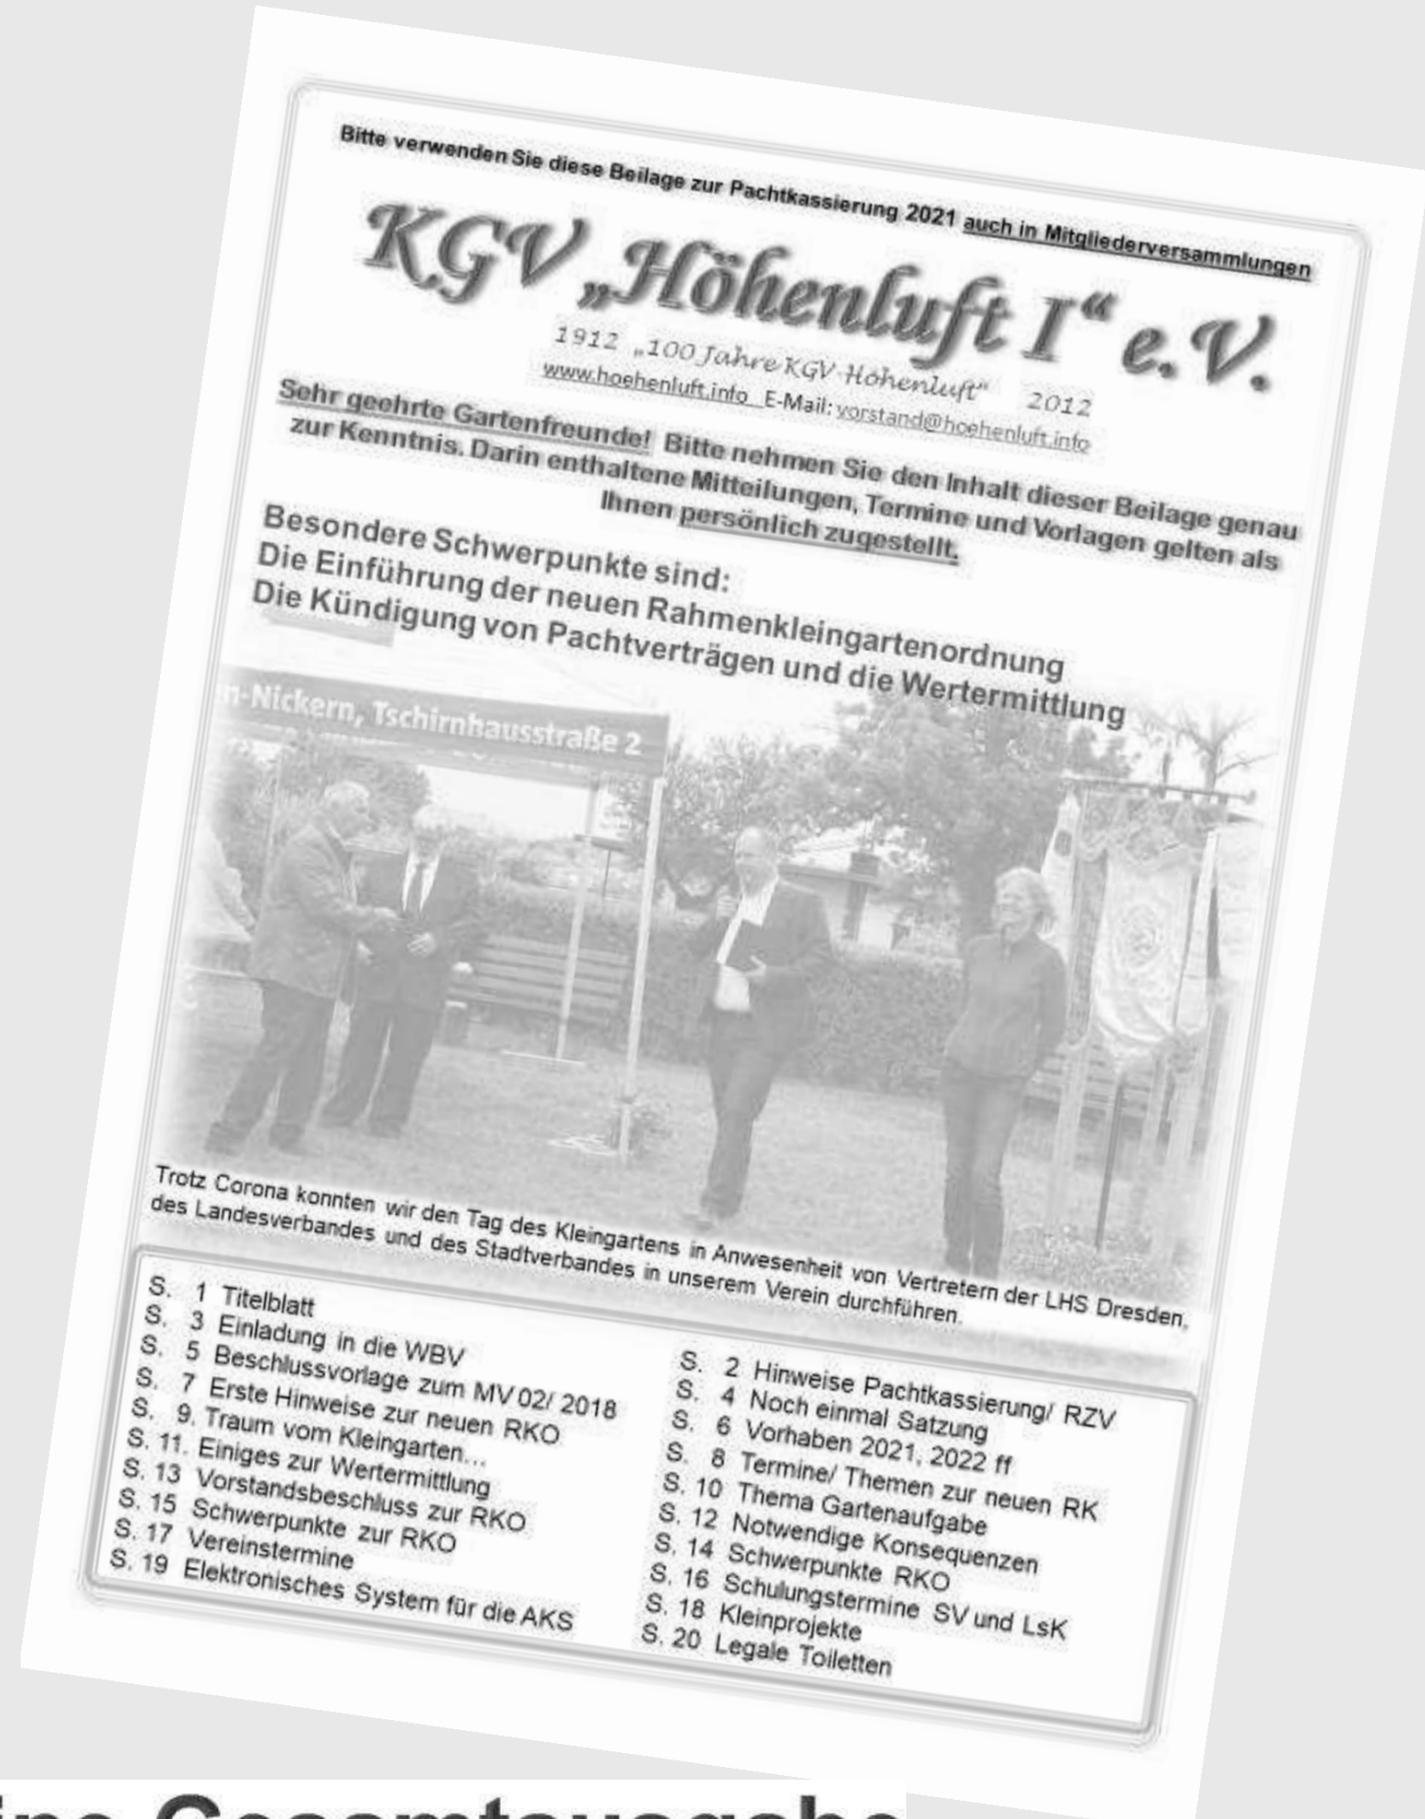 Bitte verwenden Sie diese Beilage zur Pachtkassierung 2021 auch in Mitgliederversammlungen
KGV „Höhenluft I“ e.V.
1912 „100 Jahre KGV Höhenluft“ 2012
www.hoehenluft.info E-Mail: vorstand@hoehenluft.info
Sehr geehrte Gartenfreunde! Bitte nehmen Sie den Inhalt dieser Beilage genau
zur Kenntnis. Darin enthaltene Mitteilungen, Termine und Vorlagen gelten als
Ihnen persönlich zugestellt.
Besondere Schwerpunkte sind:
Die Einführung der neuen Rahmenkleingartenordnung
Die Kündigung von Pachtverträgen und die Wertermittlung
n-Nickern, Tschirnhausstraße 2
Trotz Corona konnten wir den Tag des Kleingartens in Anwesenheit von Vertretern der LHS Dresden,
des Landesverbandes und des Stadtverbandes in unserem Verein durchführen.
S. 1 Titelblatt
S. 3 Einladung in die WBV
S. 5 Beschlussvorlage zum MV 02/ 2018
S. 7 Erste Hinweise zur neuen RKO
S. 9. Traum vom Kleingarten...
S. 11. Einiges zur Wertermittlung
S. 13 Vorstandsbeschluss zur RKO
S. 15 Schwerpunkte zur RKO
S. 17 Vereinstermine
S. 19 Elektronisches System für die AKS
S. 2 Hinweise Pachtkassierung/ RZV
S. 4 Noch einmal Satzung
S. 6 Vorhaben 2021, 2022 ff
S. 8 Termine/ Themen zur neuen RK
S. 10 Thema Gartenaufgabe
S. 12 Notwendige Konsequenzen
S. 14 Schwerpunkte RKO
S. 16 Schulungstermine SV und LsK
S. 18 Kleinprojekte
S. 20 Legale Toiletten
Gesamtausgabe